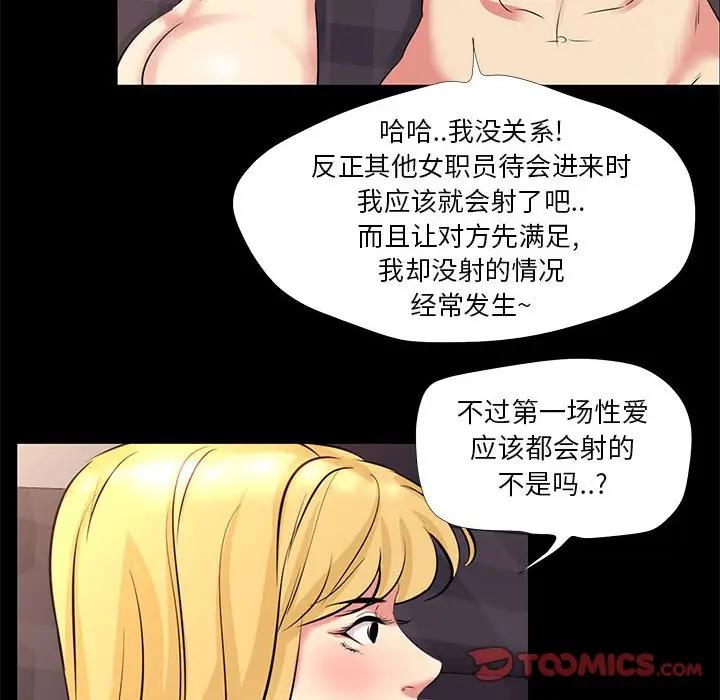 哈哈..我没关系!
反正其他女职员待会进来时
我应该就会射了吧..
而且让对方先满足,
我却没射的情况
经常发生~
不过第一场性爱
应该都会射的
不是吗..?
TOOMICS.COM